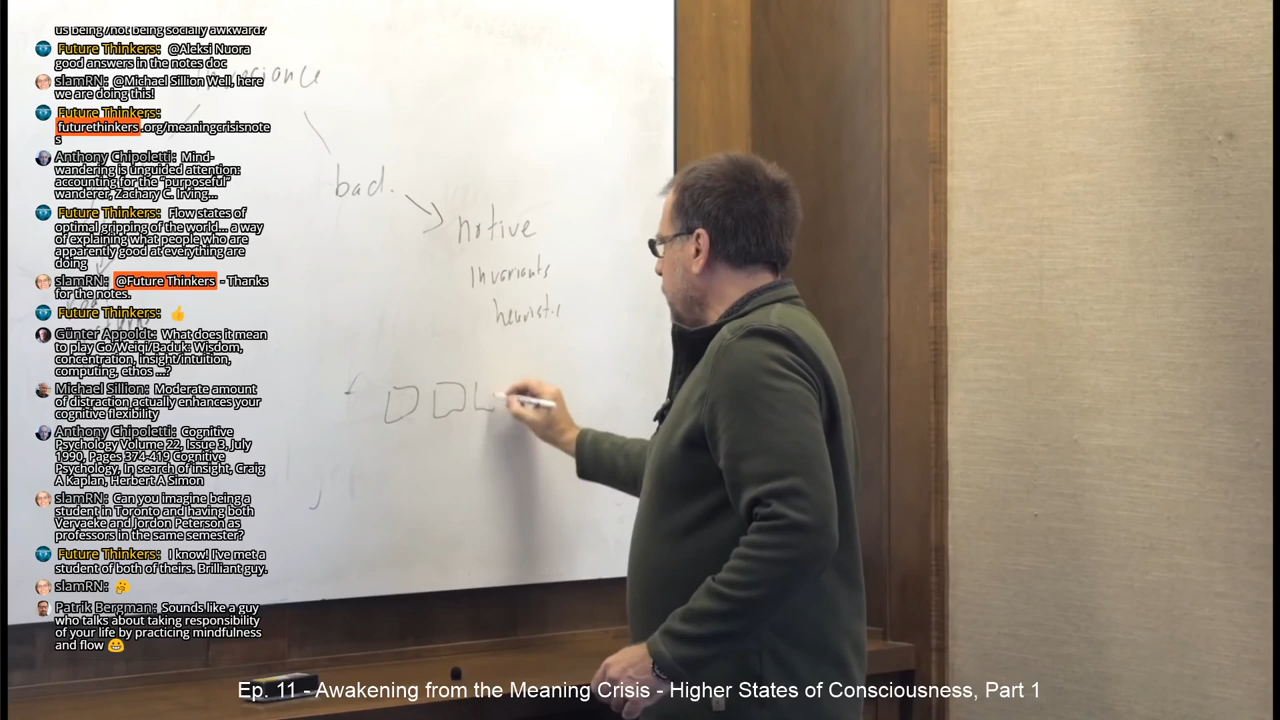 us being /not being socially awkward?
Future Thinkers: @Aleksi Nuora
good answers in the notes doc
slamRN: @Michael Sillion Well, here
we are doing this!
Future Thinkers:
futurethinkers.org/meaningcrisisnote
s
Anthony Chipoletti: Mind-
wandering is unguided attention:
accounting for the "purposeful"
wanderer, Zachary C. Irving...
Future Thinkers: Flow states of
optimal gripping of the world... a way
of explaining what people who are
apparently good at everything are
doing
slamRN: @Future Thinkers - Thanks
for the notes.
Future Thinkers: 👍
Günter Appoldt: What does it mean
to play Go/Weiqi/Baduk: Wisdom,
concentration, insight/intuition,
computing, ethos ...?
Michael Sillion: Moderate amount
of distraction actually enhances your
cognitive flexibility
Anthony Chipoletti: Cognitive
Psychology Volume 22, Issue 3, July
1990, Pages 374-419 Cognitive
Psychology, In search of insight, Craig
A Kaplan, Herbert A Simon
slamRN: Can you imagine being a
student in Toronto and having both
Vervaeke and Jordon Peterson as
professors in the same semester?
Future Thinkers: I know! I've met a
student of both of theirs. Brilliant guy.
slamRN: 🤔
Patrik Bergman: Sounds like a guy
who talks about taking responsibility
of your life by practicing mindfulness
and flow 😀
bad.
notive
Invariants
heuristic
Ep. 11 - Awakening from the Meaning Crisis - Higher States of Consciousness, Part 1